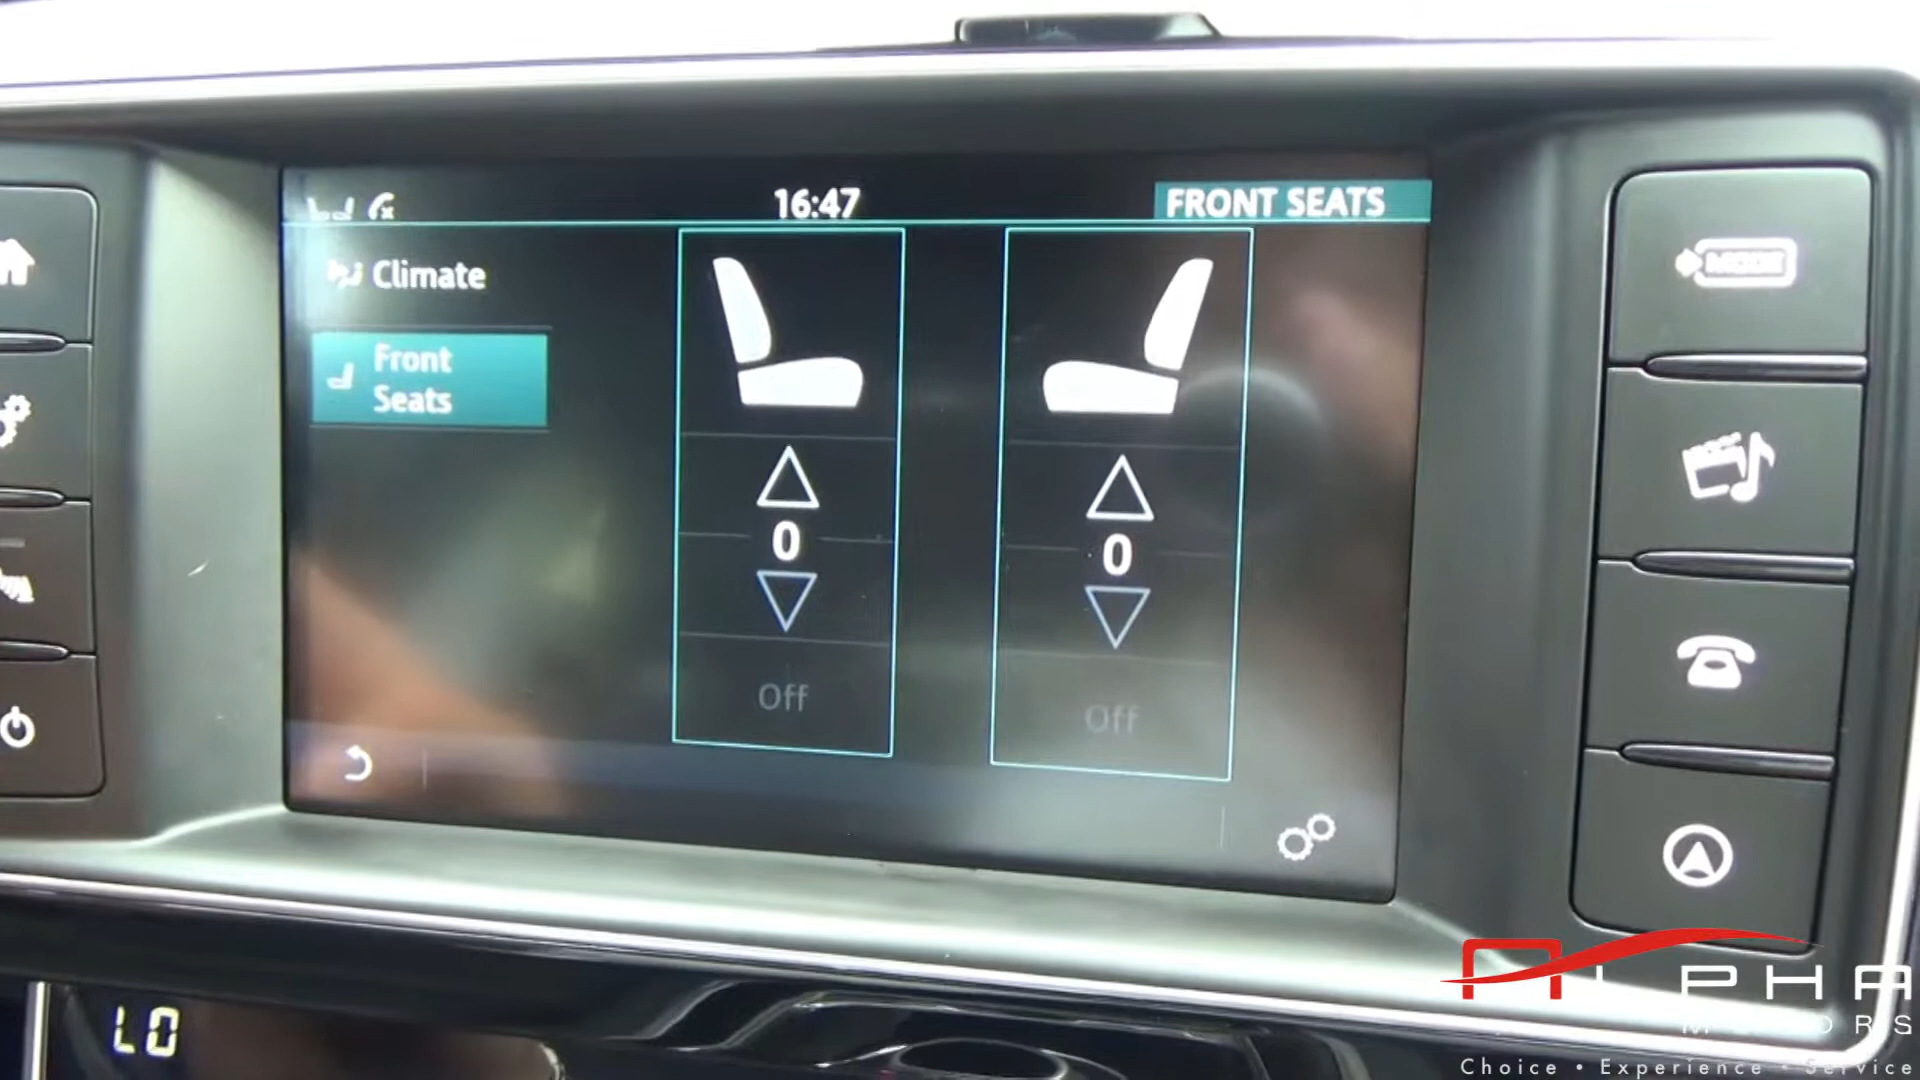 16:47
FRONT SEATS
Climate
Front
Seats
0
0
Off
Off
MODE
LO
ALPHA
MOTORS
Choice • Experience • Service